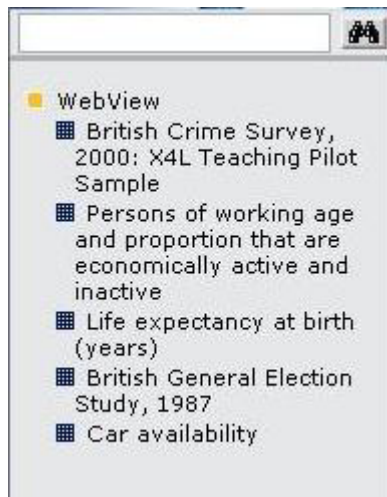 WebView
British Crime Survey,
2000: X4L Teaching Pilot
Sample
Persons of working age
and proportion that are
economically active and
inactive
Life expectancy at birth
(years)
British General Election
Study, 1987
Car availability